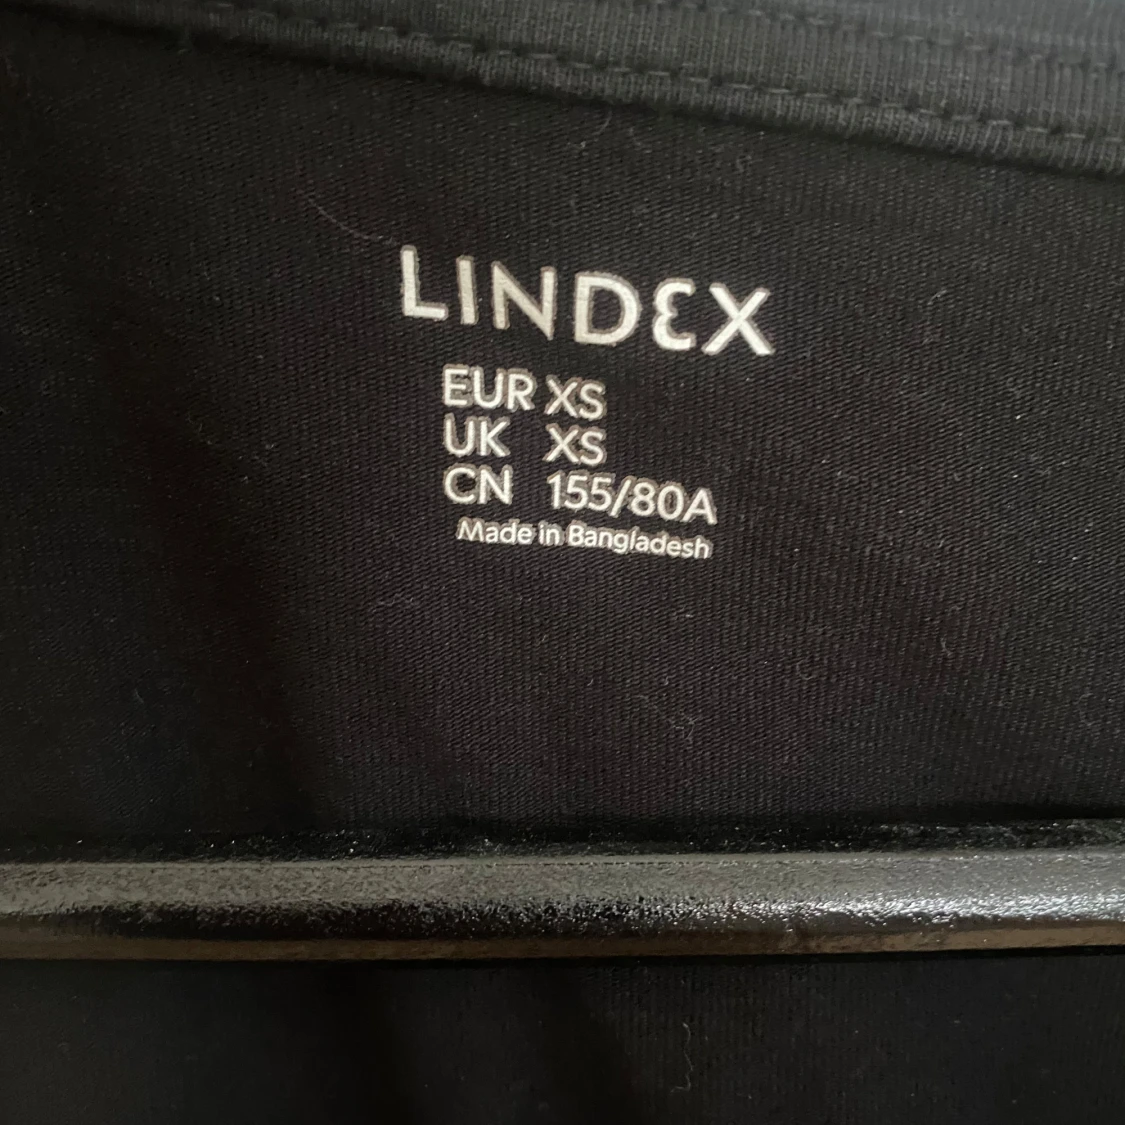 LINDEX
EUR XS
UK XS
CN 155/80A
Made in Bangladesh